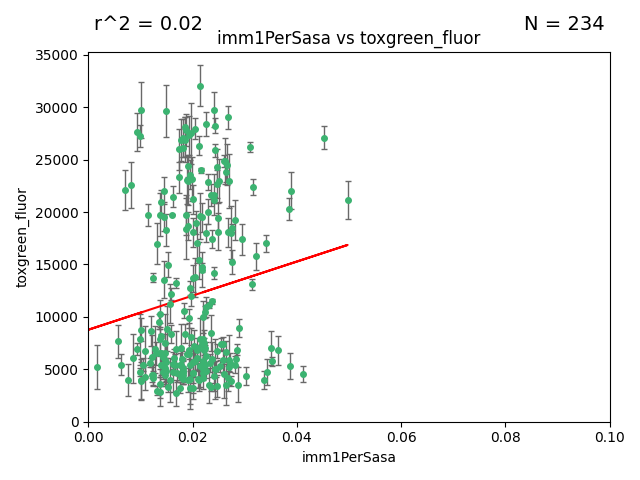 r^2 = 0.02
N = 234
imm1PerSasa vs toxgreen_fluor
35000
30000
25000
20000
15000
10000
5000
0
toxgreen_fluor
0.00
0.02
0.04
0.06
0.08
0.10
imm1PerSasa